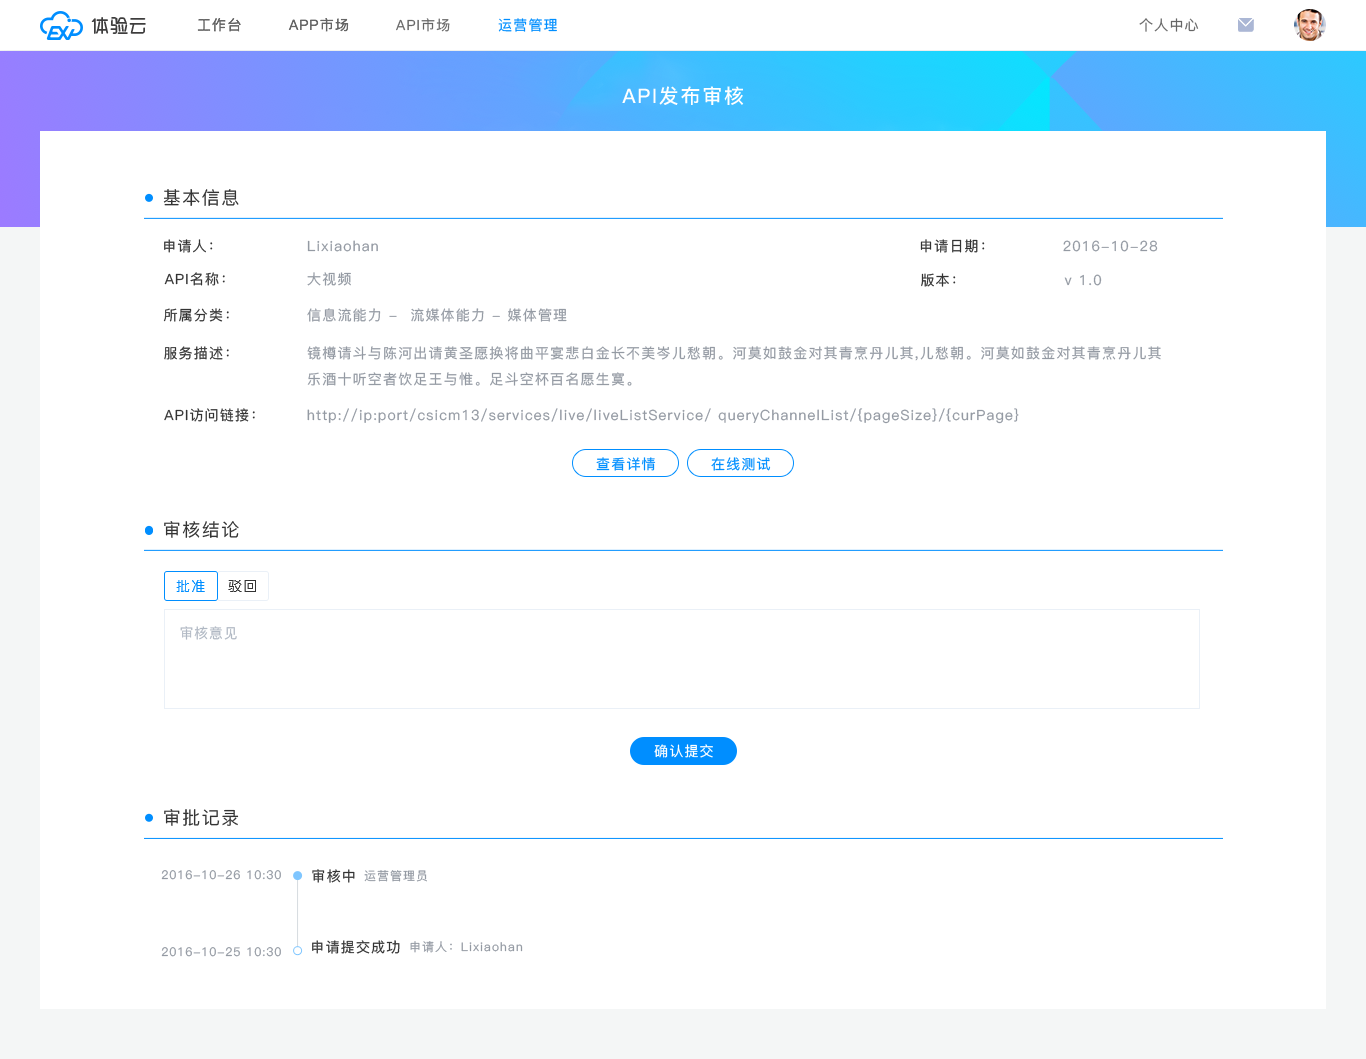 EXP 体验云 工作台 APP市场 API市场 运营管理 个人中心
API发布审核
基本信息
申请人： Lixiaohan 申请日期： 2016-10-28
API名称： 大视频 版本： v 1.0
所属分类： 信息流能力 - 流媒体能力 - 媒体管理
服务描述： 镜樽请斗与陈河出请黄圣愿换将曲平宴悲白金长不美岑儿愁朝。河莫如鼓金对其青烹丹儿其,儿愁朝。河莫如鼓金对其青烹丹儿其
乐酒十听空者饮足王与惟。足斗空杯百名愿生寞。
API访问链接： http://ip:port/csicm13/services/live/liveListService/ queryChannelList/{pageSize}/{curPage}
查看详情 在线测试
审核结论
批准 驳回
审核意见
确认提交
审批记录
2016-10-26 10:30 审核中 运营管理员
2016-10-25 10:30 申请提交成功 申请人：Lixiaohan